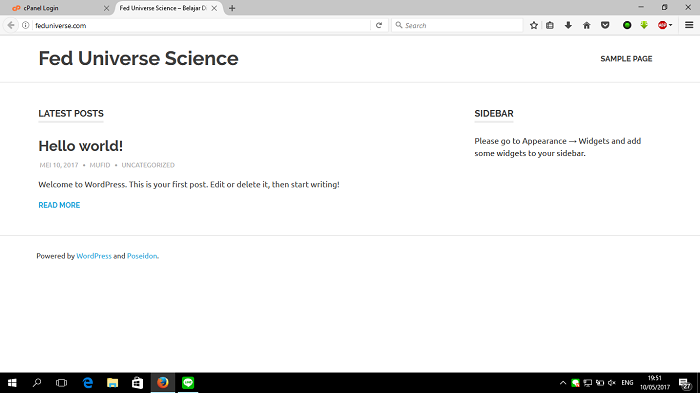 cPanel Login
Fed Universe Science – Belajar D
feduniverse.com
Search
ABP
Fed Universe Science
SAMPLE PAGE
LATEST POSTS
SIDEBAR
Hello world!
MEI 10, 2017 • MUFID • UNCATEGORIZED
Please go to Appearance → Widgets and add
some widgets to your sidebar.
Welcome to WordPress. This is your first post. Edit or delete it, then start writing!
READ MORE
Powered by WordPress and Poseidon.
ENG
19:51
10/05/2017
27